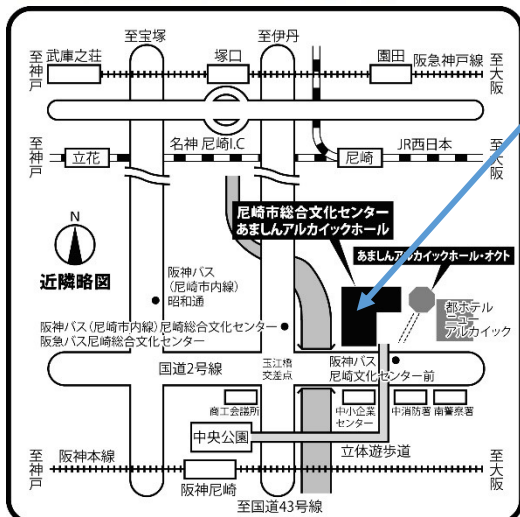 至宝塚
至伊丹
至神戸
武庫之荘
塚口
園田
阪急神戸線
至大阪
至神戸
立花
名神 尼崎I.C
尼崎
JR西日本
至大阪
N
近隣略図
尼崎市総合文化センター
あましんアルカイックホール
あましんアルカイックホール・オクト
阪神バス
(尼崎市内線)
昭和通
都ホテル
ニュー
アルカイック
阪神バス(尼崎市内線)尼崎総合文化センター
阪急バス尼崎総合文化センター
国道2号線
玉江橋
交差点
阪神バス
尼崎文化センター前
商工会議所
中小企業
センター
中消防署
南警察署
中央公園
立体遊歩道
至神戸
阪神本線
阪神尼崎
至大阪
至国道43号線